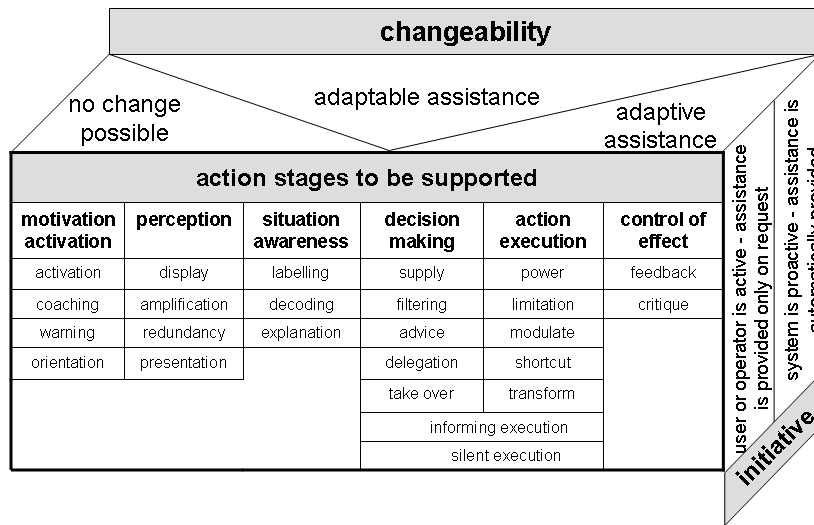 changeability
no change
possible
adaptable assistance
adaptive
assistance
action stages to be supported
motivation
activation
perception
situation
awareness
decision
making
action
execution
control of
effect
activation
display
labelling
supply
power
feedback
coaching
amplification
decoding
filtering
limitation
critique
warning
redundancy
explanation
advice
modulate
orientation
presentation
delegation
shortcut
take over
transform
informing execution
silent execution
user or operator is active - assistance
is provided only on request
system is proactive - assistance is
automatically provided
initiative